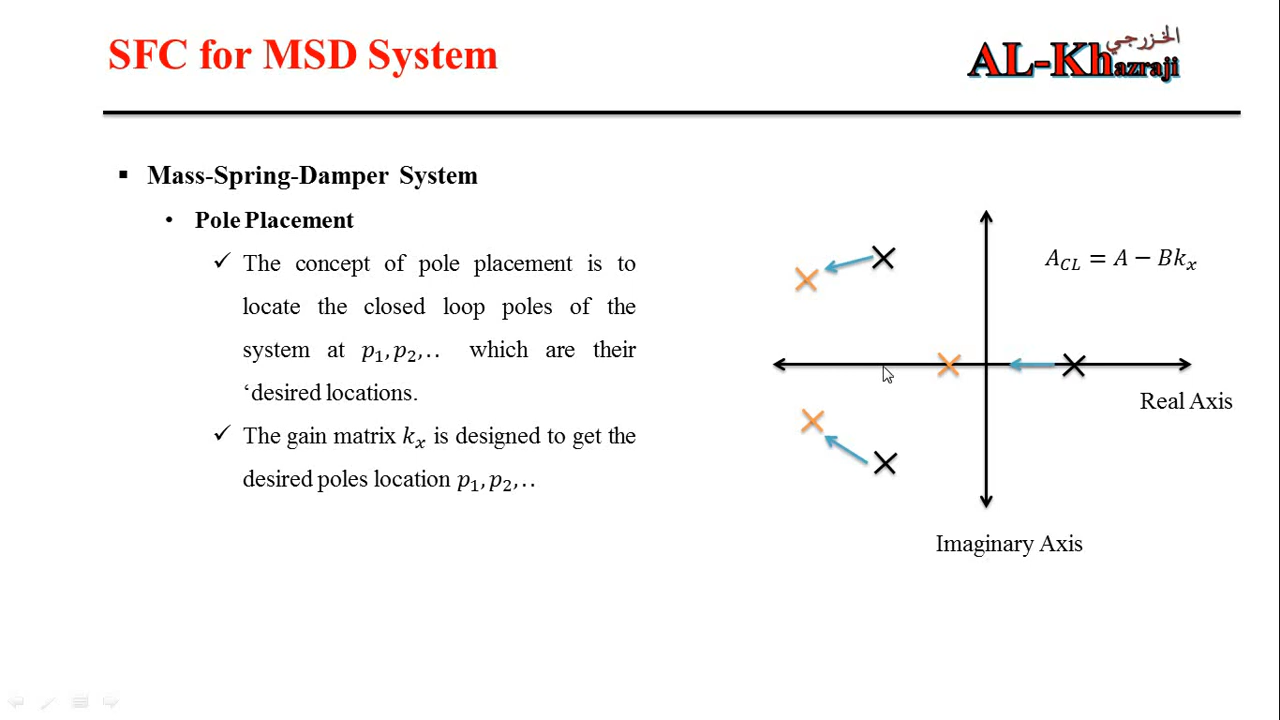 SFC for MSD System
الخزرجي
AL-Khazraji
▪ Mass-Spring-Damper System
• Pole Placement
✓ The concept of pole placement is to
locate the closed loop poles of the
system at p₁, p₂, .. which are their
‘desired locations.
✓ The gain matrix kₓ is designed to get the
desired poles location p₁, p₂, ..
A_CL = A − Bkₓ
Real Axis
Imaginary Axis